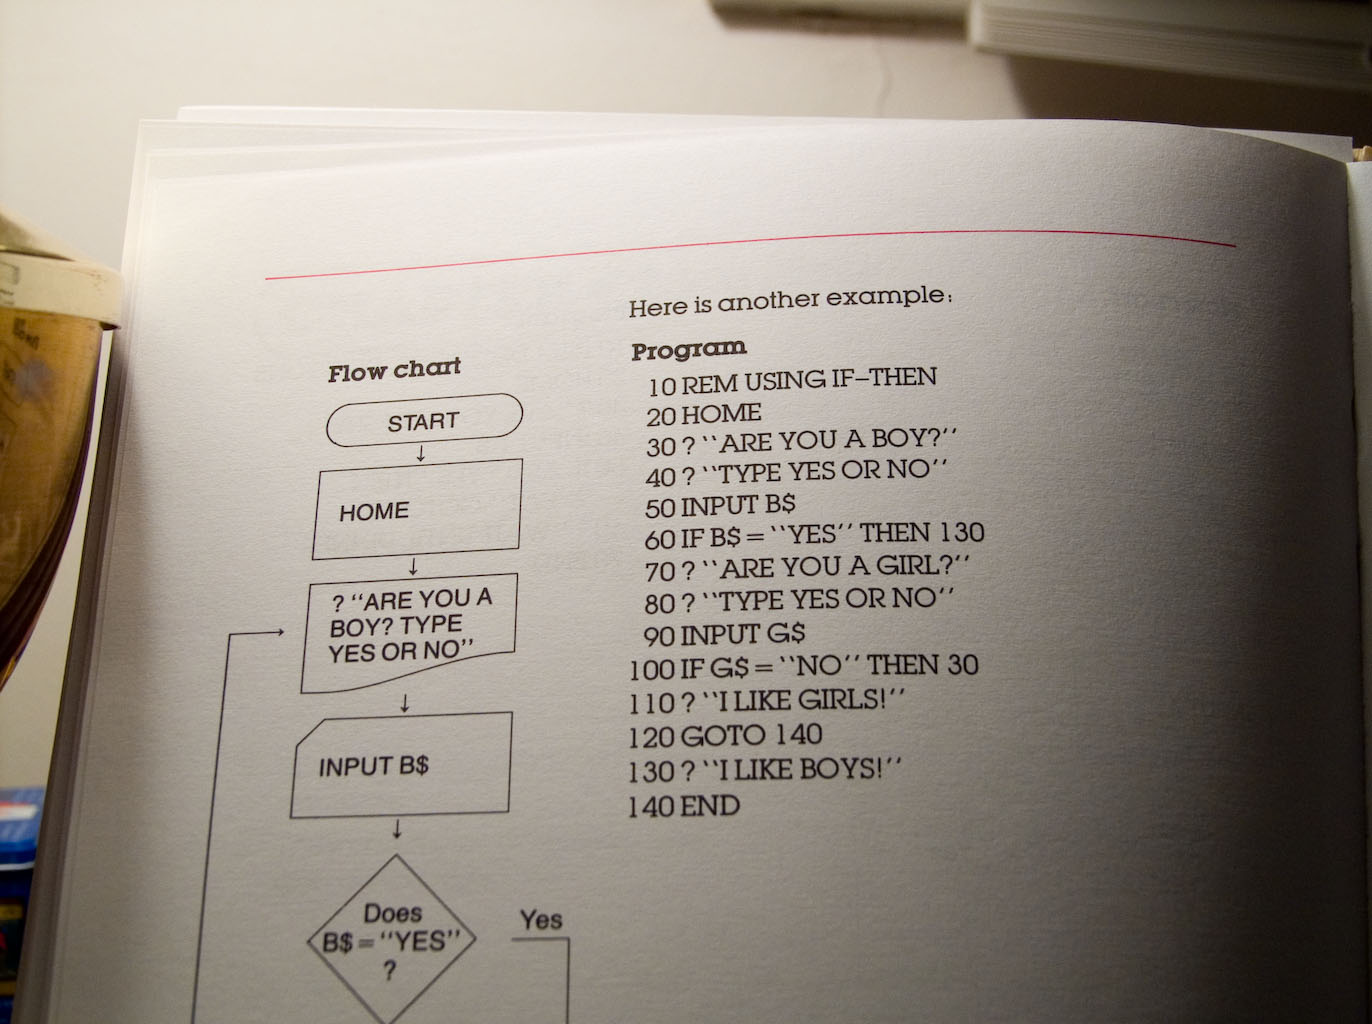 Here is another example:
Flow chart
START
HOME
? “ARE YOU A
BOY? TYPE
YES OR NO”
INPUT B$
Does
B$ = “YES”
?
Yes
Program
10 REM USING IF–THEN
20 HOME
30 ? “ARE YOU A BOY?”
40 ? “TYPE YES OR NO”
50 INPUT B$
60 IF B$ = “YES” THEN 130
70 ? “ARE YOU A GIRL?”
80 ? “TYPE YES OR NO”
90 INPUT G$
100 IF G$ = “NO” THEN 30
110 ? “I LIKE GIRLS!”
120 GOTO 140
130 ? “I LIKE BOYS!”
140 END